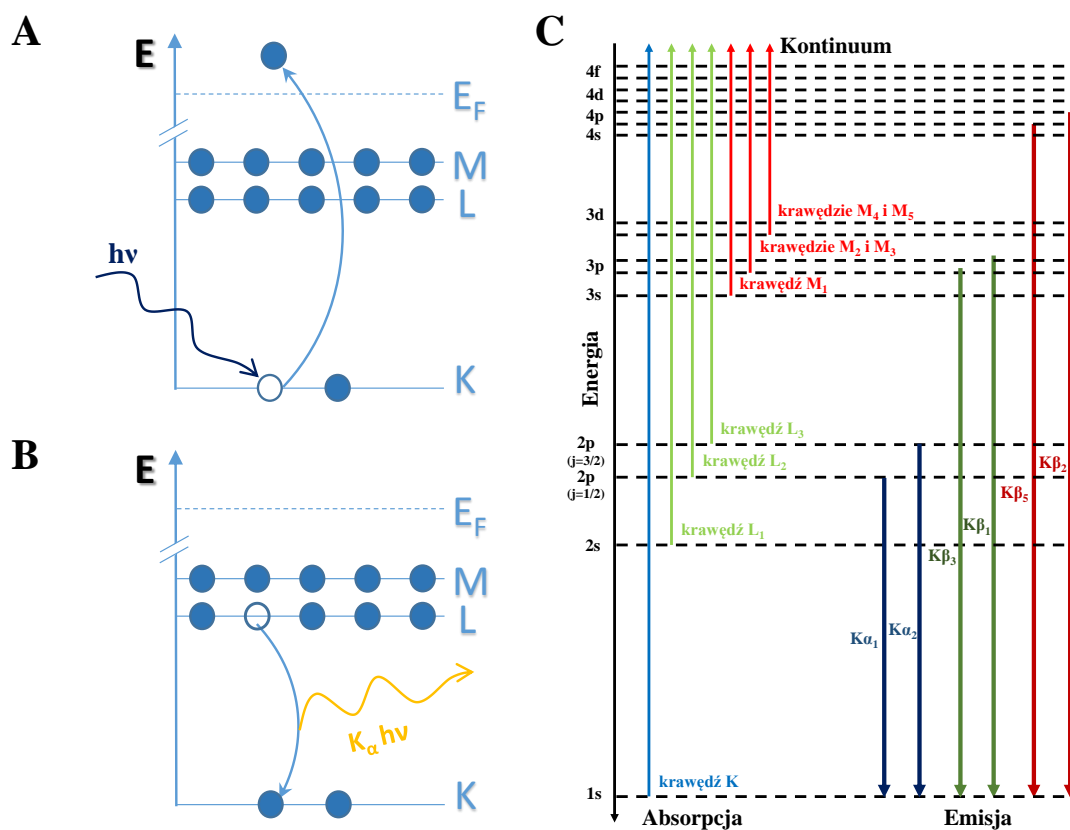 A
E
E_F
M
L
hν
K
B
E
E_F
M
L
K_α hν
K
C
Kontinuum
4f
4d
4p
4s
3d
krawędzie M₄ i M₅
krawędzie M₂ i M₃
3p
krawędź M₁
3s
Energia
krawędź L₃
2p
(j=3/2)
krawędź L₂
2p
(j=1/2)
Kβ₂
Kβ₅
Kβ₁
krawędź L₁
2s
Kβ₃
Kα₁
Kα₂
krawędź K
1s
Absorpcja
Emisja